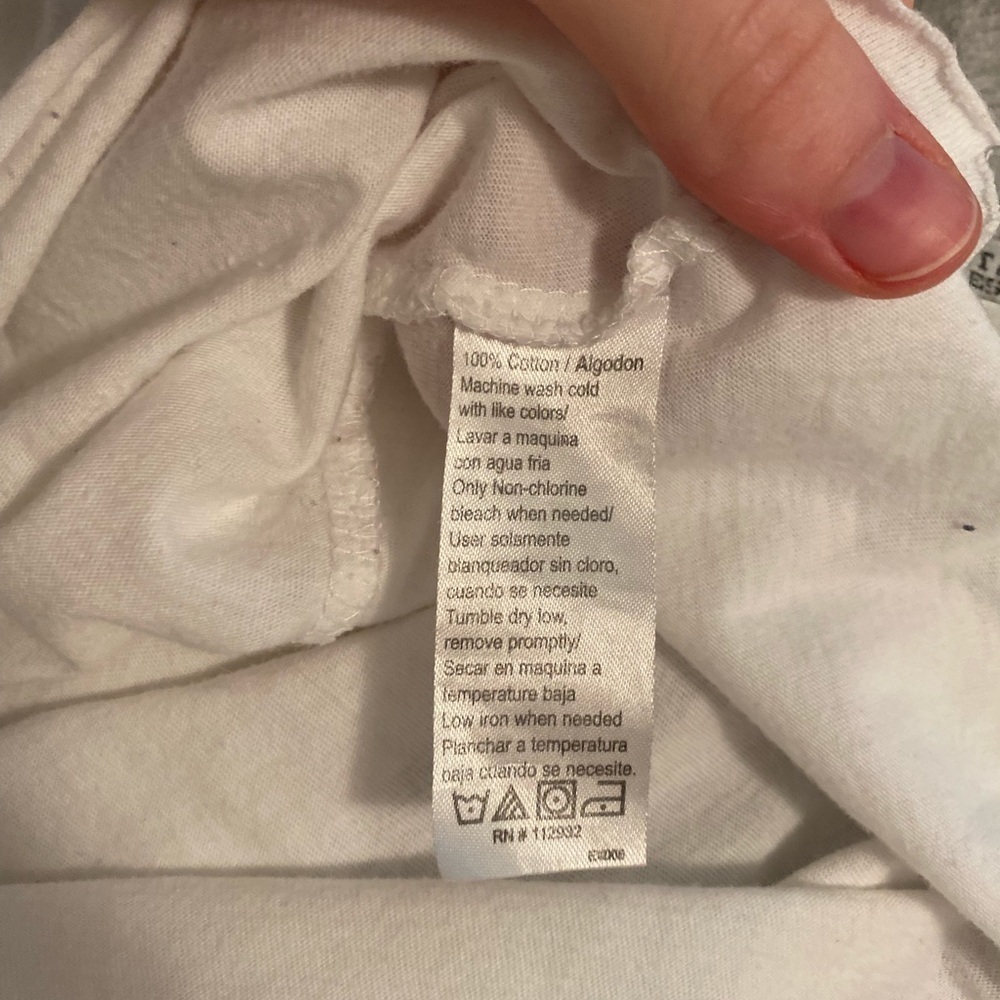 100% Cotton / Algodon
Machine wash cold
with like colors/
Lavar a maquina
con agua fria
Only Non-chlorine
bleach when needed/
User solamente
blanqueador sin cloro,
cuando se necesite
Tumble dry low,
remove promptly/
Secar en maquina a
temperature baja
Low iron when needed
Planchar a temperatura
baja cuando se necesite.
RN # 112992